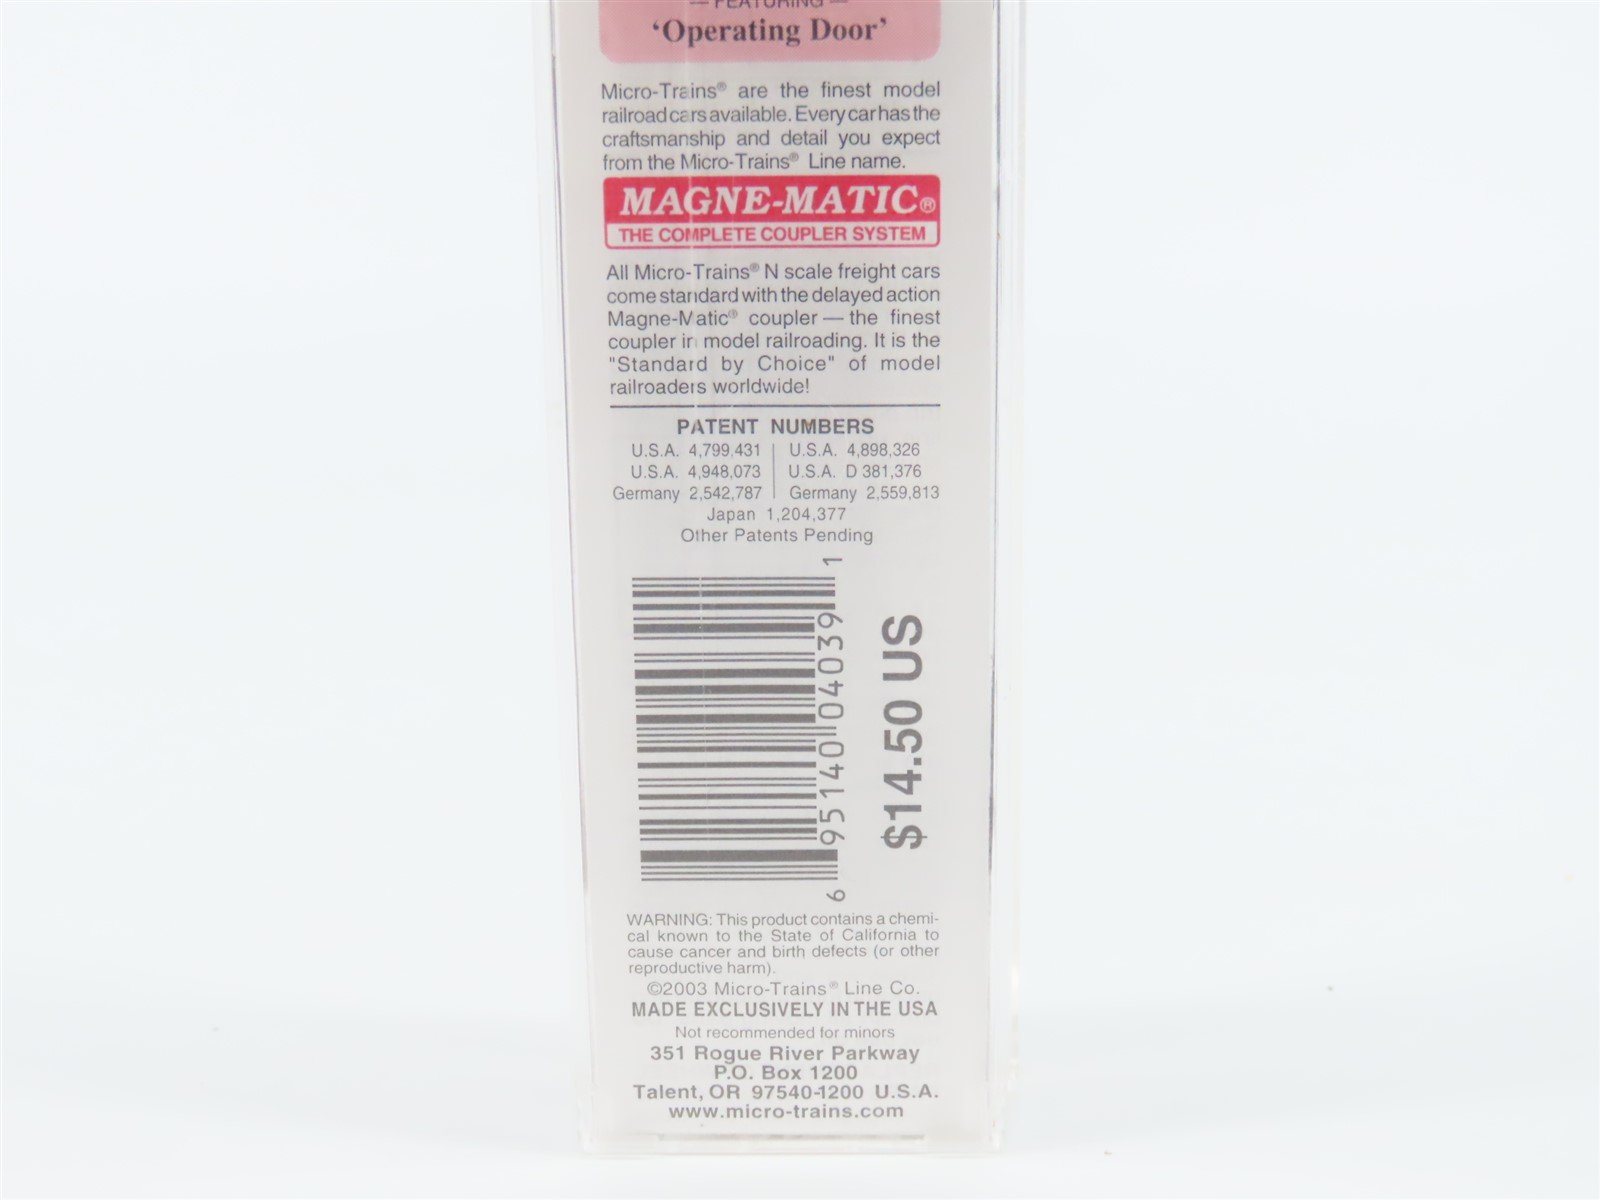 — FEATURING —
‘Operating Door’
Micro-Trains® are the finest model
railroad cars available. Every car has the
craftsmanship and detail you expect
from the Micro-Trains® Line name.
MAGNE-MATIC®
THE COMPLETE COUPLER SYSTEM
All Micro-Trains® N scale freight cars
come standard with the delayed action
Magne-Matic® coupler — the finest
coupler in model railroading. It is the
"Standard by Choice" of model
railroaders worldwide!
PATENT NUMBERS
U.S.A. 4,799,431 | U.S.A. 4,898,326
U.S.A. 4,948,073 | U.S.A. D 381,376
Germany 2,542,787 | Germany 2,559,813
Japan 1,204,377
Other Patents Pending
6 95140 04039 1
$14.50 US
WARNING: This product contains a chemi-
cal known to the State of California to
cause cancer and birth defects (or other
reproductive harm).
©2003 Micro-Trains® Line Co.
MADE EXCLUSIVELY IN THE USA
Not recommended for minors
351 Rogue River Parkway
P.O. Box 1200
Talent, OR 97540-1200 U.S.A.
www.micro-trains.com